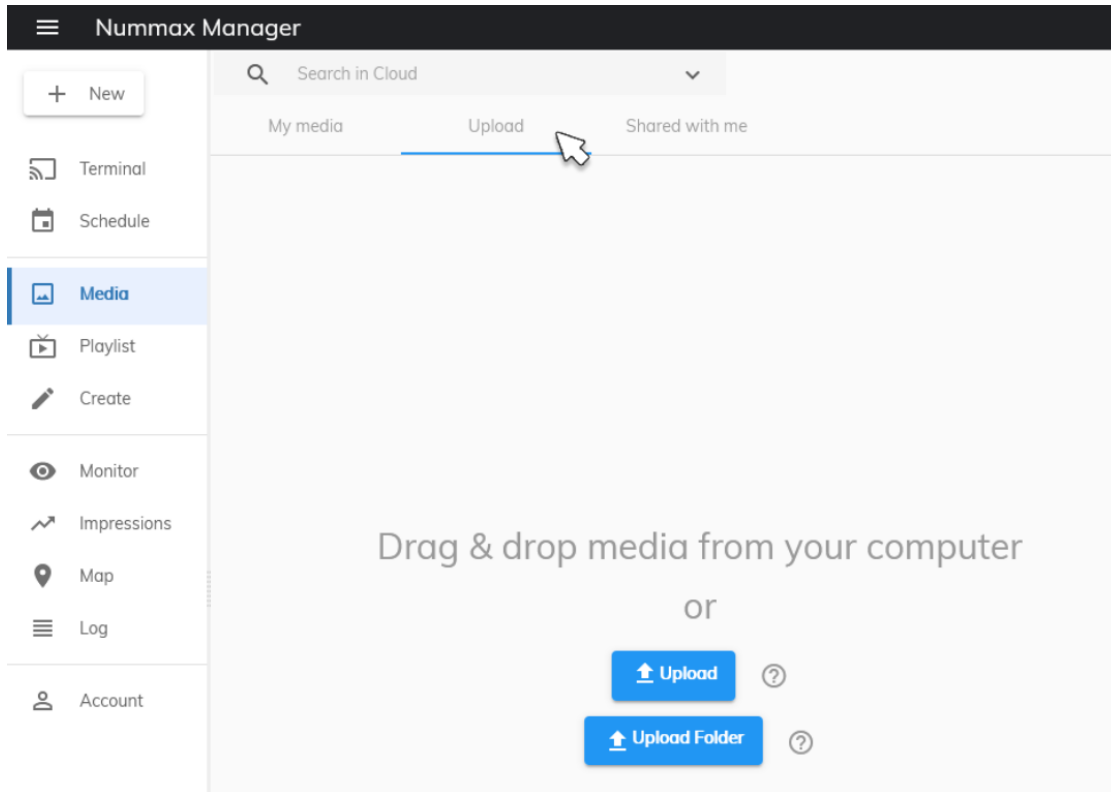 Nummax Manager
New
Search in Cloud
My media Upload Shared with me
Terminal
Schedule
Media
Playlist
Create
Monitor
Impressions
Map
Log
Account
Drag & drop media from your computer
or
Upload ?
Upload Folder ?